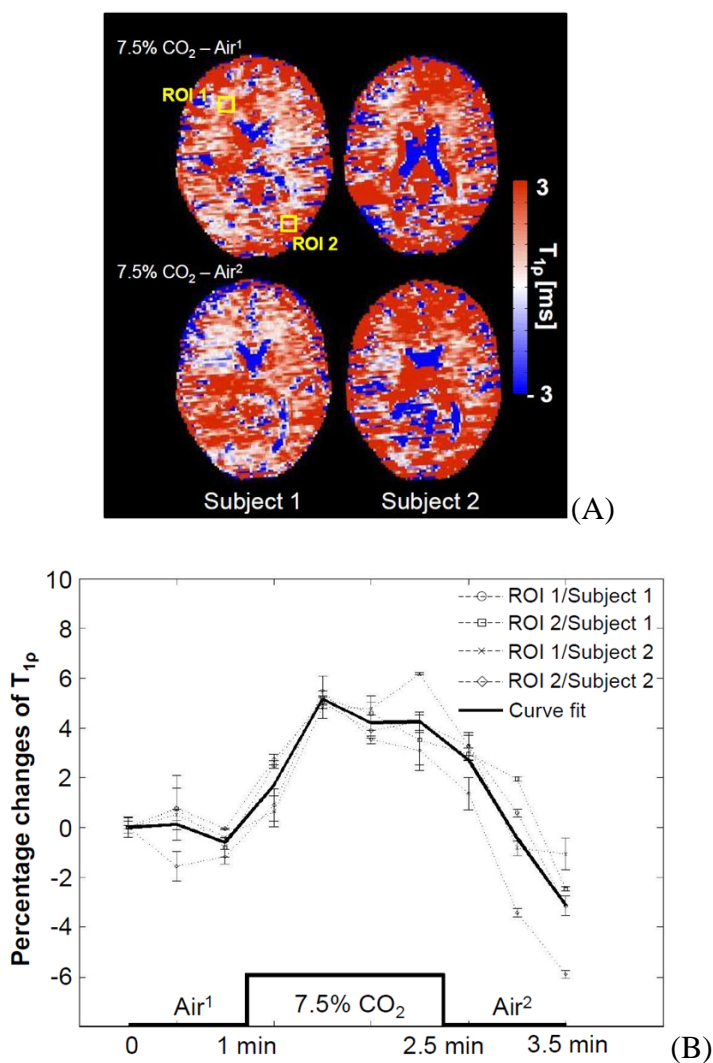 7.5% CO₂ – Air¹
ROI 1
ROI 2
7.5% CO₂ – Air²
3
T₁ρ [ms]
- 3
Subject 1 Subject 2
(A)
10
8
6
4
2
0
-2
-4
-6
Percentage changes of T₁ρ
ROI 1/Subject 1
ROI 2/Subject 1
ROI 1/Subject 2
ROI 2/Subject 2
Curve fit
Air¹ 7.5% CO₂ Air²
0 1 min 2.5 min 3.5 min
(B)